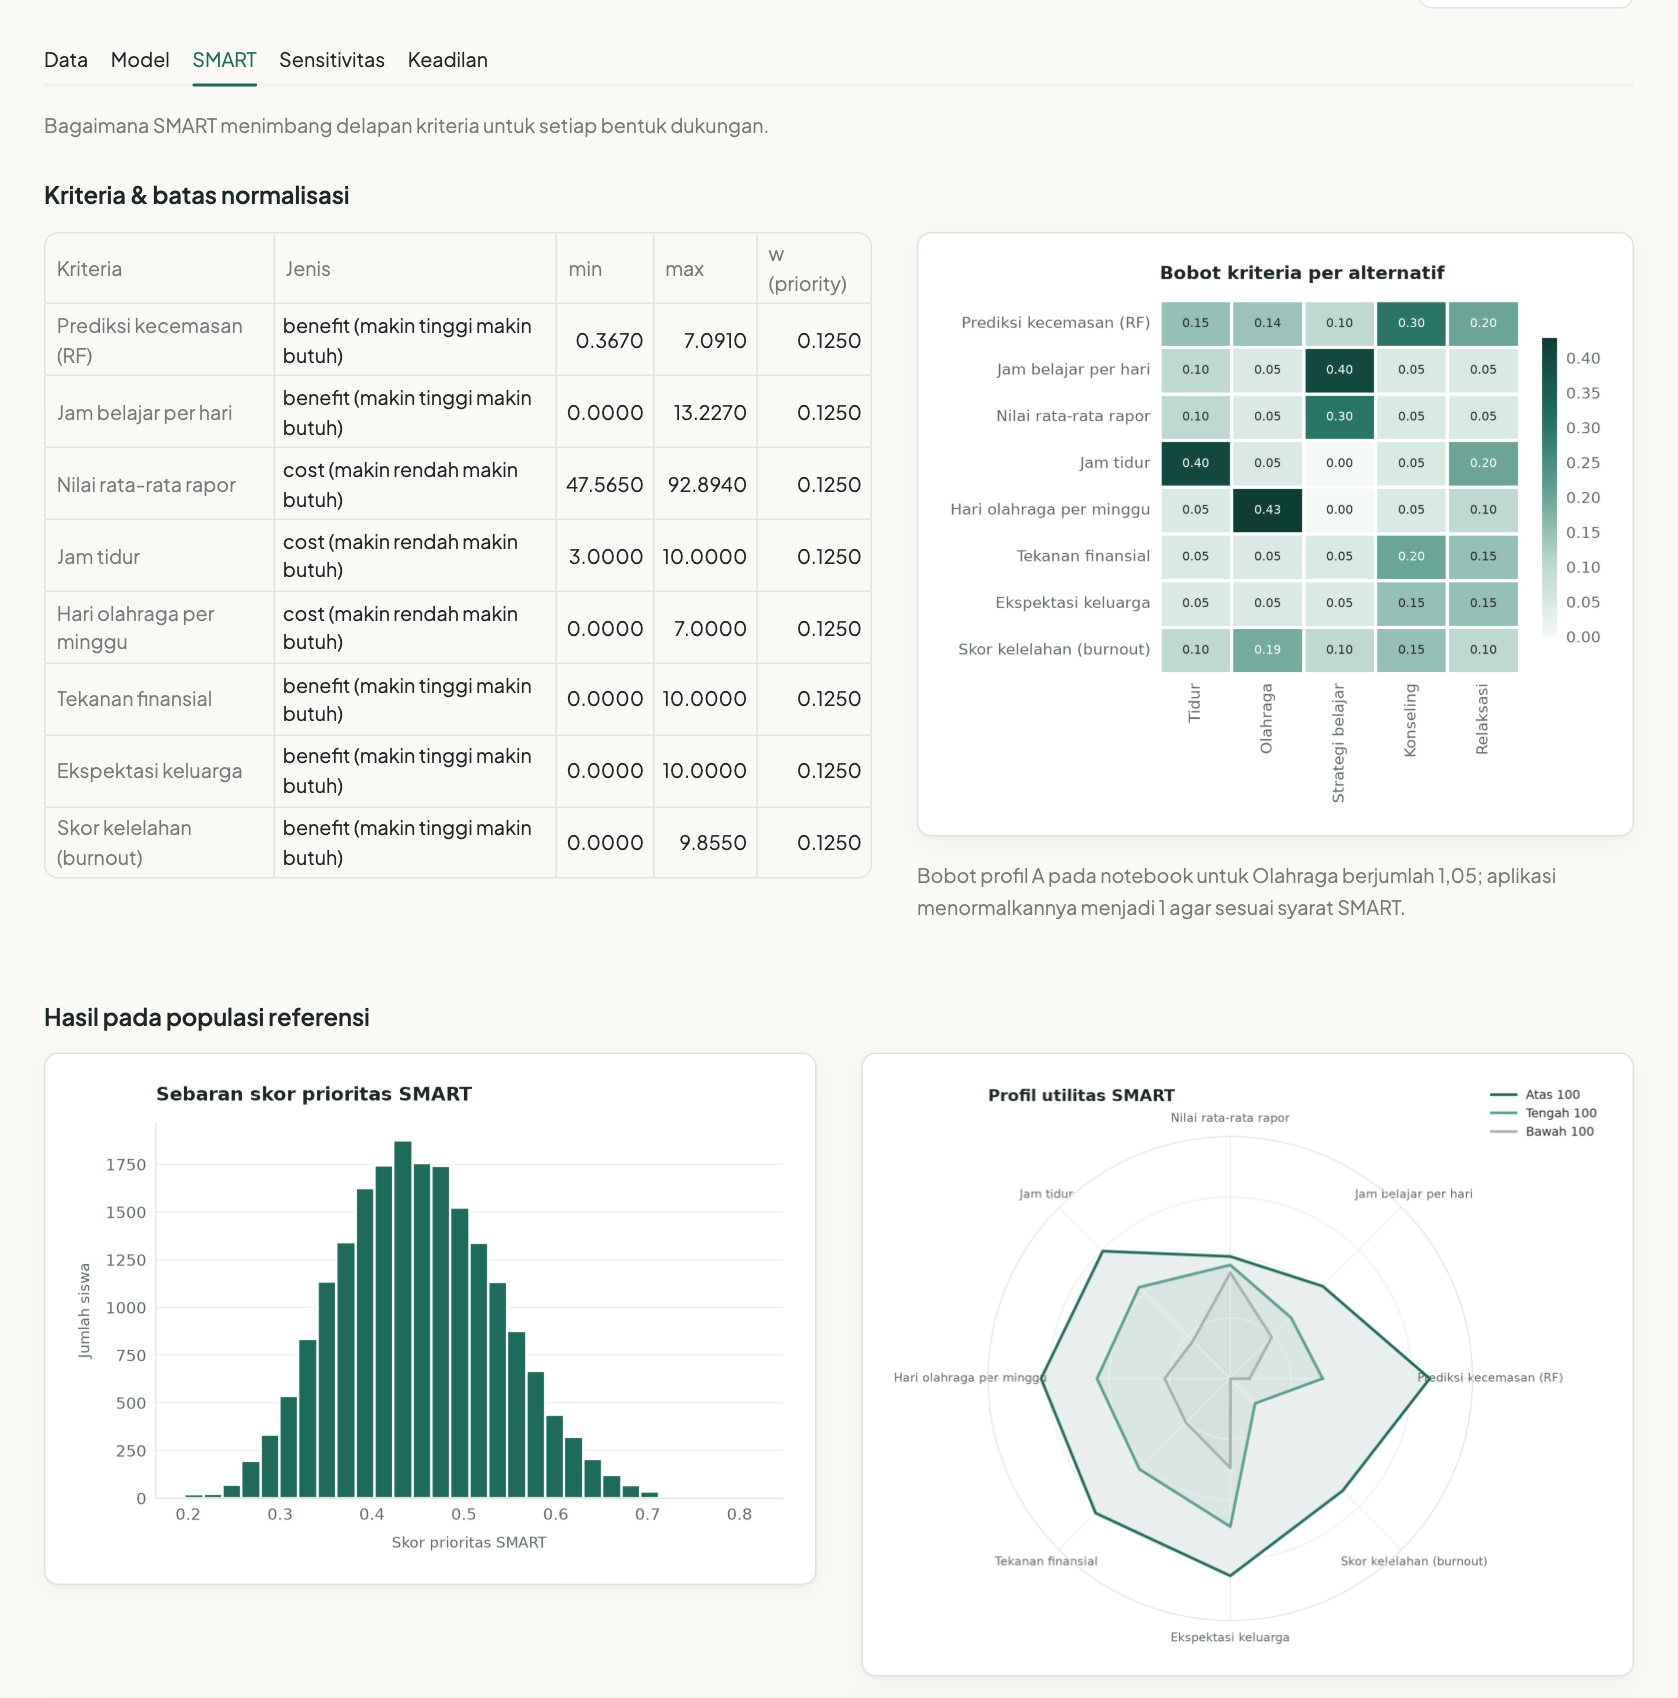 Data Model SMART Sensitivitas Keadilan
Bagaimana SMART menimbang delapan kriteria untuk setiap bentuk dukungan.
Kriteria & batas normalisasi
Kriteria Jenis min max w (priority)
Prediksi kecemasan (RF) benefit (makin tinggi makin butuh) 0.3670 7.0910 0.1250
Jam belajar per hari benefit (makin tinggi makin butuh) 0.0000 13.2270 0.1250
Nilai rata-rata rapor cost (makin rendah makin butuh) 47.5650 92.8940 0.1250
Jam tidur cost (makin rendah makin butuh) 3.0000 10.0000 0.1250
Hari olahraga per minggu cost (makin rendah makin butuh) 0.0000 7.0000 0.1250
Tekanan finansial benefit (makin tinggi makin butuh) 0.0000 10.0000 0.1250
Ekspektasi keluarga benefit (makin tinggi makin butuh) 0.0000 10.0000 0.1250
Skor kelelahan (burnout) benefit (makin tinggi makin butuh) 0.0000 9.8550 0.1250
Bobot kriteria per alternatif
Prediksi kecemasan (RF) 0.15 0.14 0.10 0.30 0.20
Jam belajar per hari 0.10 0.05 0.40 0.05 0.05
Nilai rata-rata rapor 0.10 0.05 0.30 0.05 0.05
Jam tidur 0.40 0.05 0.00 0.05 0.20
Hari olahraga per minggu 0.05 0.43 0.00 0.05 0.10
Tekanan finansial 0.05 0.05 0.05 0.20 0.15
Ekspektasi keluarga 0.05 0.05 0.05 0.15 0.15
Skor kelelahan (burnout) 0.10 0.19 0.10 0.15 0.10
Tidur
Olahraga
Strategi belajar
Konseling
Relaksasi
0.40
0.35
0.30
0.25
0.20
0.15
0.10
0.05
0.00
Bobot profil A pada notebook untuk Olahraga berjumlah 1,05; aplikasi
menormalkannya menjadi 1 agar sesuai syarat SMART.
Hasil pada populasi referensi
Sebaran skor prioritas SMART
Jumlah siswa
1750
1500
1250
1000
750
500
250
0
0.2 0.3 0.4 0.5 0.6 0.7 0.8
Skor prioritas SMART
Profil utilitas SMART
Atas 100
Tengah 100
Bawah 100
Nilai rata-rata rapor
Jam tidur
Jam belajar per hari
Hari olahraga per minggu
Prediksi kecemasan (RF)
Tekanan finansial
Skor kelelahan (burnout)
Ekspektasi keluarga